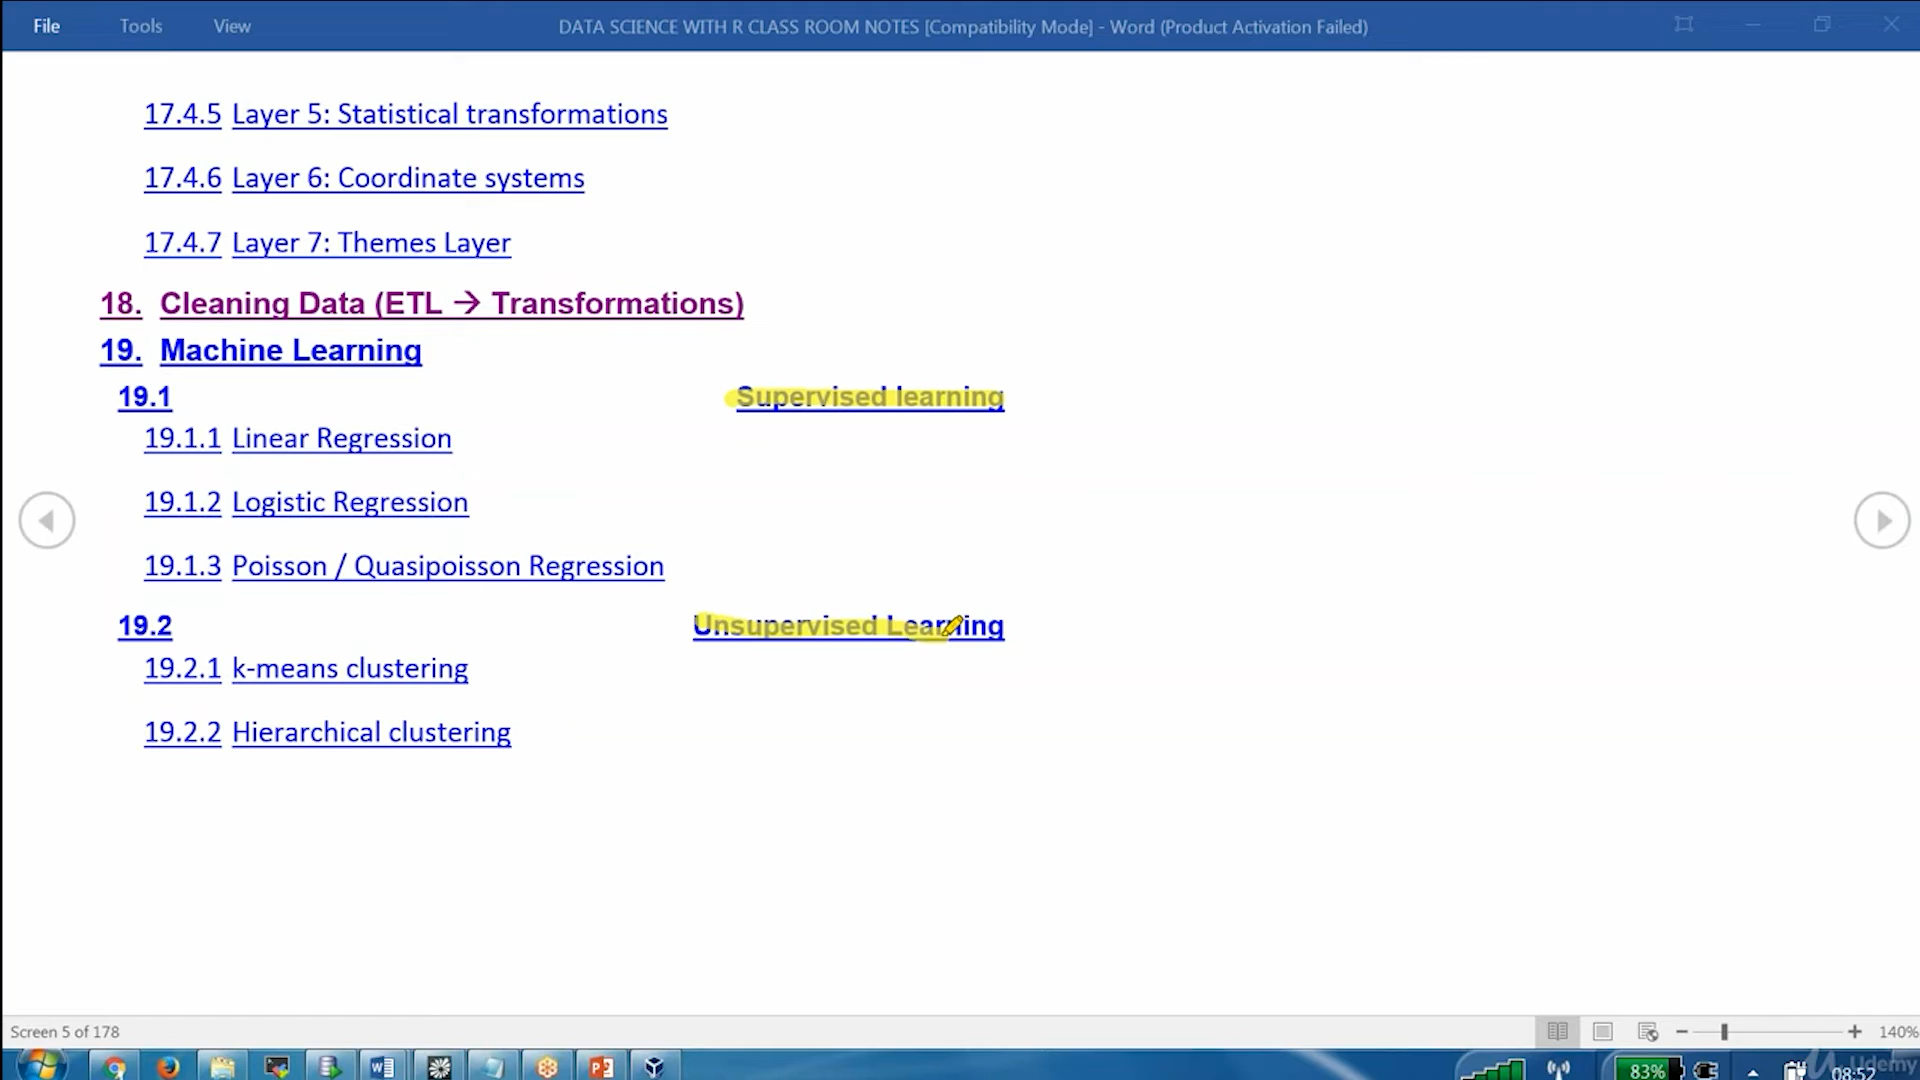 File Tools View DATA SCIENCE WITH R CLASS ROOM NOTES [Compatibility Mode] - Word (Product Activation Failed)
17.4.5 Layer 5: Statistical transformations
17.4.6 Layer 6: Coordinate systems
17.4.7 Layer 7: Themes Layer
18. Cleaning Data (ETL → Transformations)
19. Machine Learning
19.1 Supervised learning
19.1.1 Linear Regression
19.1.2 Logistic Regression
19.1.3 Poisson / Quasipoisson Regression
19.2 Unsupervised Learning
19.2.1 k-means clustering
19.2.2 Hierarchical clustering
Screen 5 of 178 140%
83% 08:52 Udemy